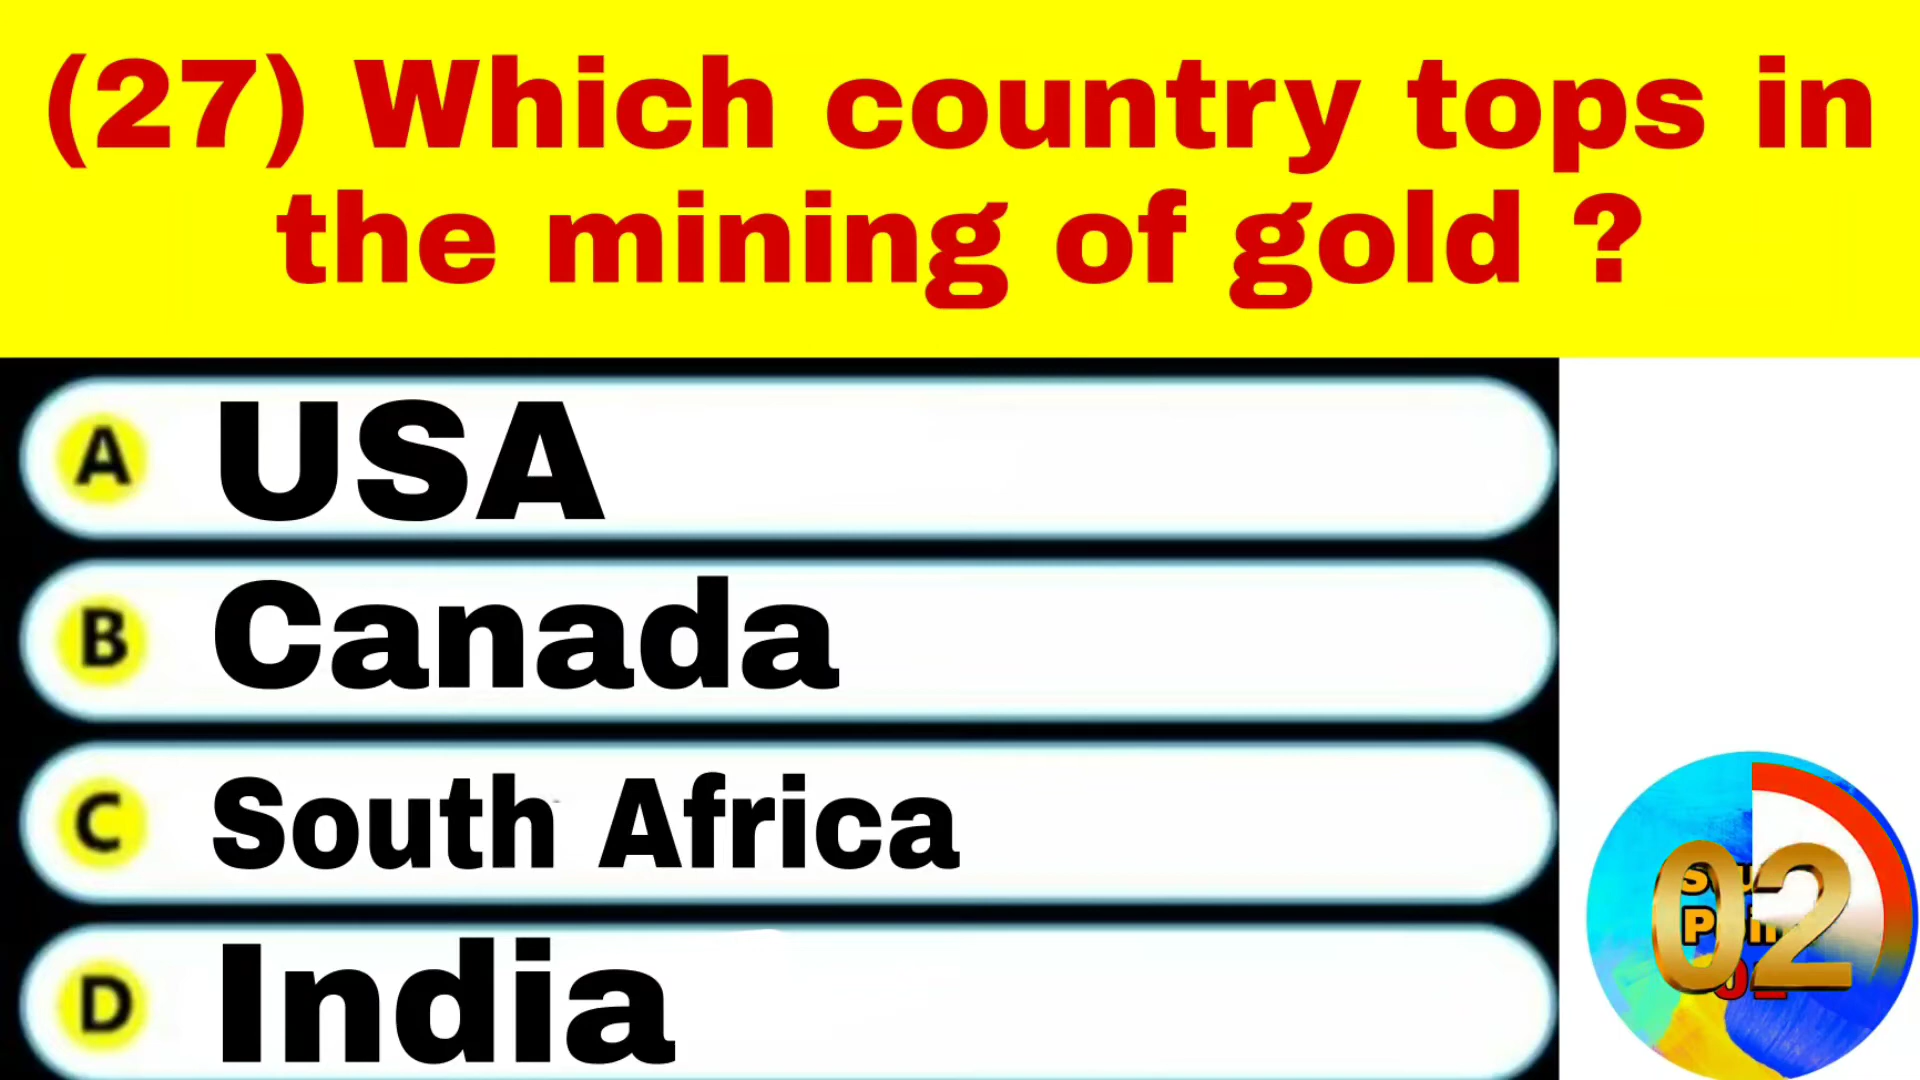 (27) Which country tops in
the mining of gold ?
A USA
B Canada
C South Africa
D India
02